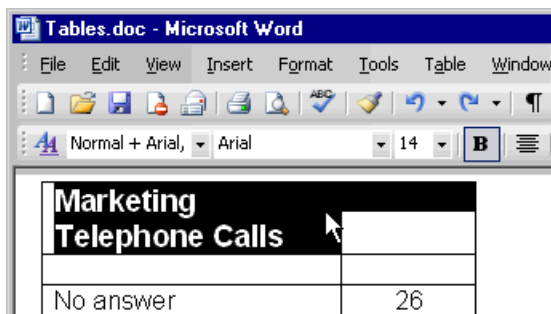 Tables.doc - Microsoft Word
File Edit View Insert Format Tools Table Window
ABC
Normal + Arial, Arial 14 B
Marketing
Telephone Calls
No answer 26